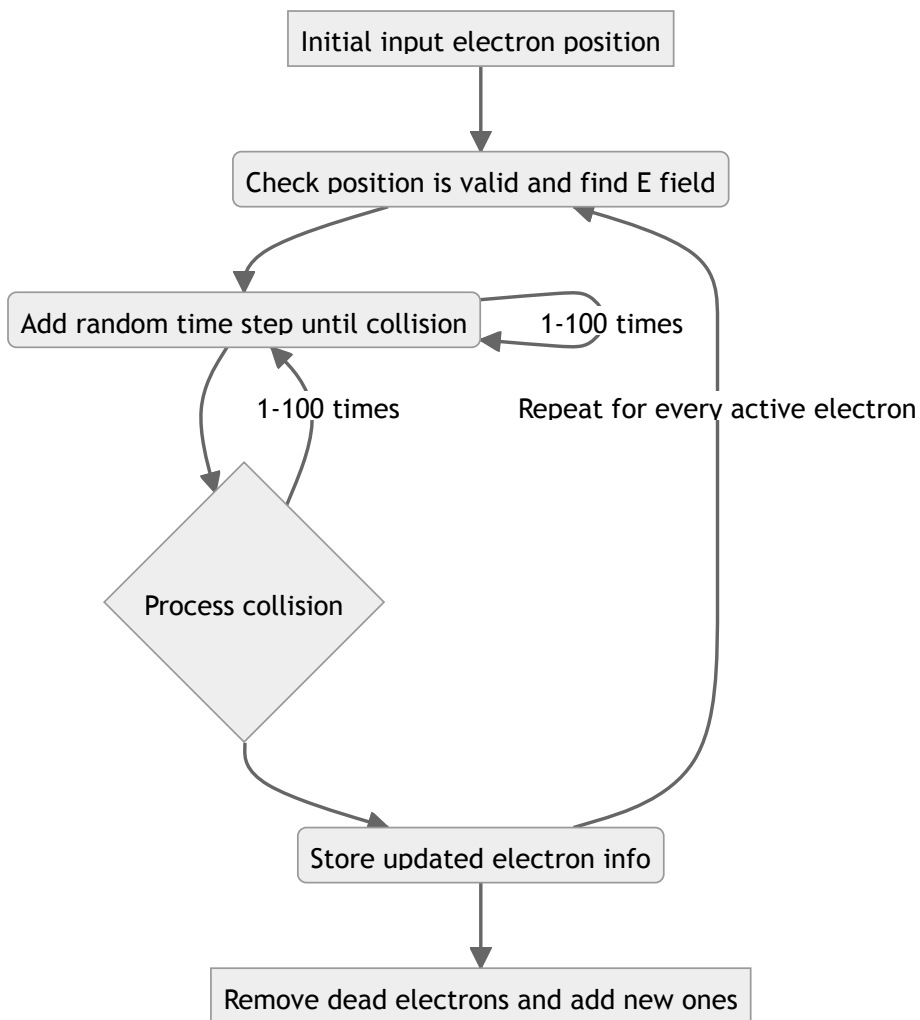 Initial input electron position
Check position is valid and find E field
Add random time step until collision
1-100 times
1-100 times
Repeat for every active electron
Process collision
Store updated electron info
Remove dead electrons and add new ones